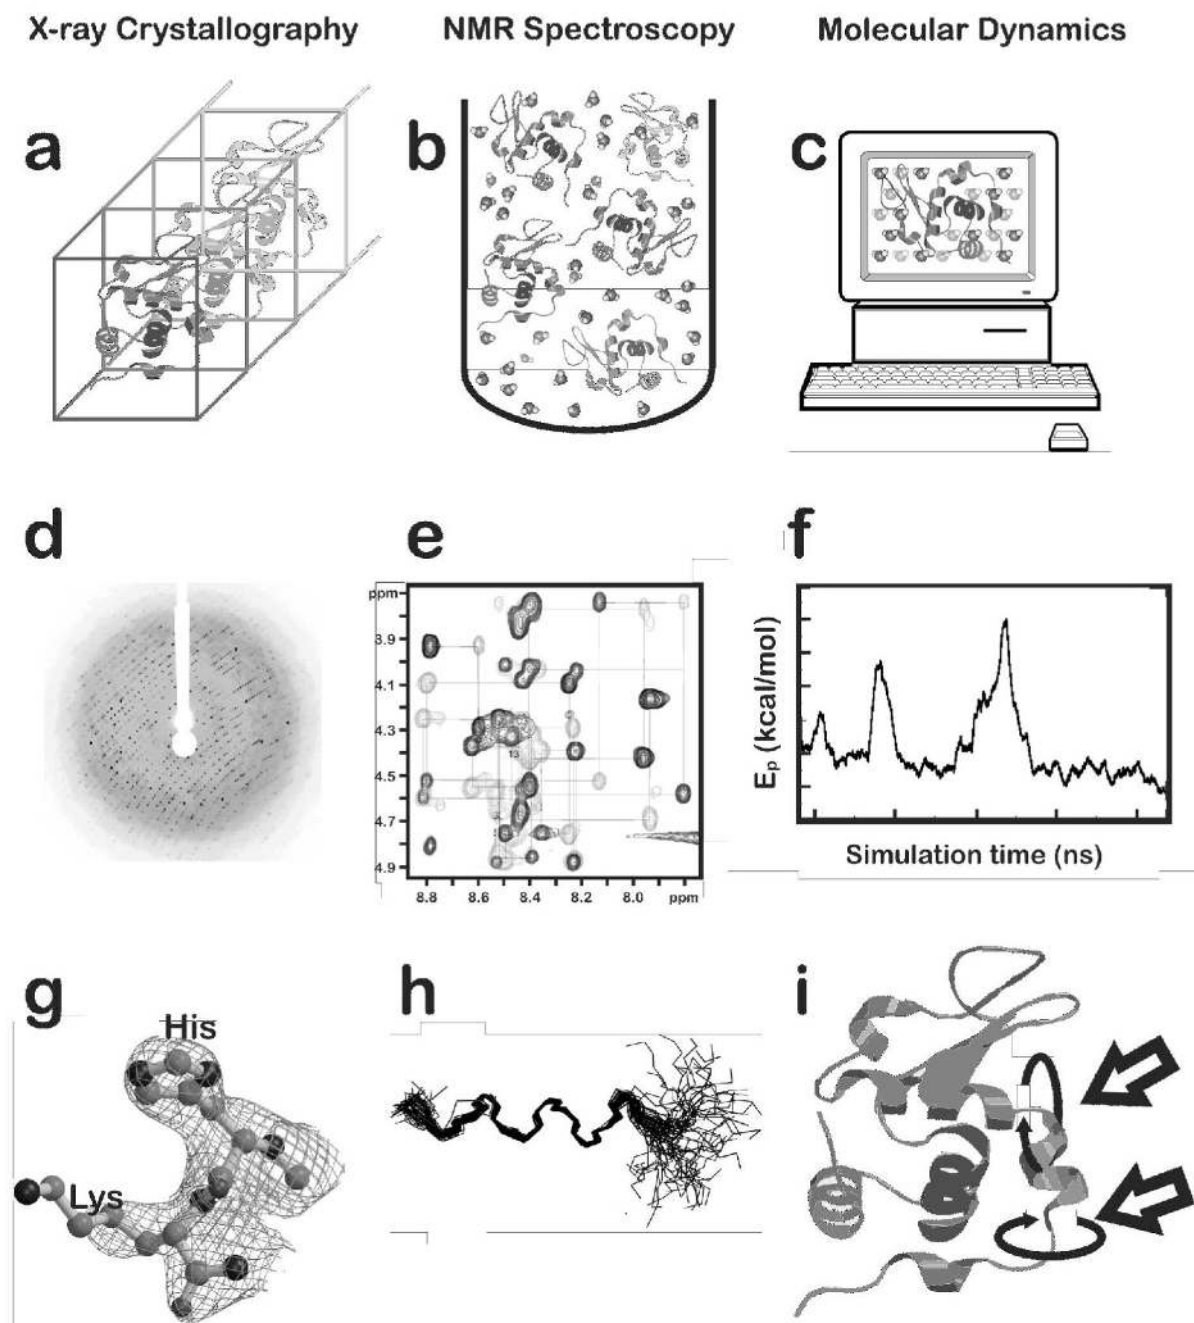 X-ray Crystallography NMR Spectroscopy Molecular Dynamics
a b c
d e f
ppm
3.9
4.1
4.3
4.5
4.7
4.9
13
8.8 8.6 8.4 8.2 8.0 ppm
Ep (kcal/mol)
Simulation time (ns)
g h i
His
Lys